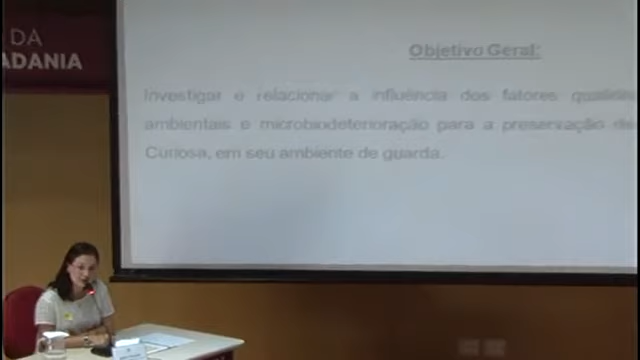 DA
ADANIA
Objetivo Geral:
Investigar e relacionar a influência dos fatores
ambientais e microbiodeterioração para a preservação
Curiosa, em seu ambiente de guarda.